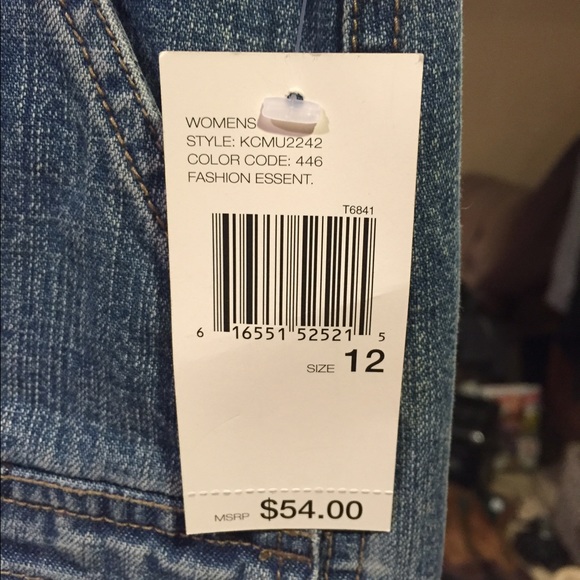 WOMENS
STYLE: KCMU2242
COLOR CODE: 446
FASHION ESSENT.
T6841
6 16551 52521 5
SIZE 12
MSRP $54.00